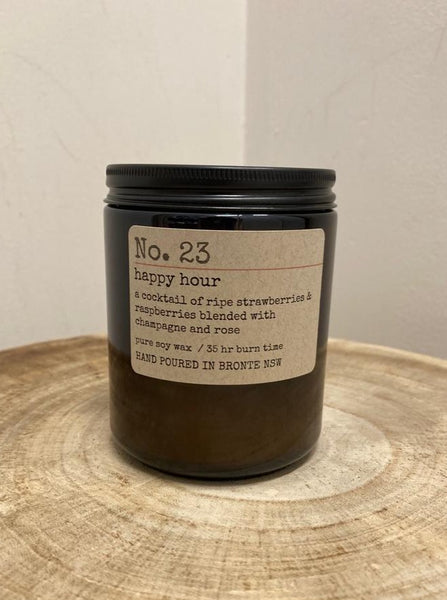 No. 23
happy hour
a cocktail of ripe strawberries &
raspberries blended with
champagne and rose
pure soy wax / 35 hr burn time
HAND POURED IN BRONTE NSW